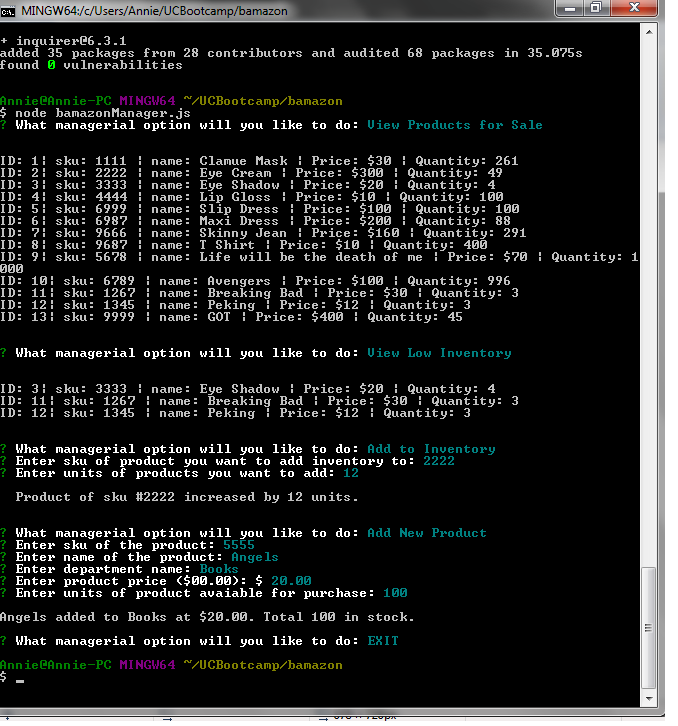 MINGW64:/c/Users/Annie/UCBootcamp/bamazon
+ inquirer@6.3.1
added 35 packages from 28 contributors and audited 68 packages in 35.075s
found 0 vulnerabilities
Annie@Annie-PC MINGW64 ~/UCBootcamp/bamazon
$ node bamazonManager.js
? What managerial option will you like to do: View Products for Sale
ID: 1| sku: 1111 | name: Clamue Mask | Price: $30 | Quantity: 261
ID: 2| sku: 2222 | name: Eye Cream | Price: $300 | Quantity: 49
ID: 3| sku: 3333 | name: Eye Shadow | Price: $20 | Quantity: 4
ID: 4| sku: 4444 | name: Lip Gloss | Price: $10 | Quantity: 100
ID: 5| sku: 6999 | name: Slip Dress | Price: $100 | Quantity: 100
ID: 6| sku: 6987 | name: Maxi Dress | Price: $200 | Quantity: 88
ID: 7| sku: 9666 | name: Skinny Jean | Price: $160 | Quantity: 291
ID: 8| sku: 9687 | name: T Shirt | Price: $10 | Quantity: 400
ID: 9| sku: 5678 | name: Life will be the death of me | Price: $70 | Quantity: 1
000
ID: 10| sku: 6789 | name: Avengers | Price: $100 | Quantity: 996
ID: 11| sku: 1267 | name: Breaking Bad | Price: $30 | Quantity: 3
ID: 12| sku: 1345 | name: Peking | Price: $12 | Quantity: 3
ID: 13| sku: 9999 | name: GOT | Price: $400 | Quantity: 45
? What managerial option will you like to do: View Low Inventory
ID: 3| sku: 3333 | name: Eye Shadow | Price: $20 | Quantity: 4
ID: 11| sku: 1267 | name: Breaking Bad | Price: $30 | Quantity: 3
ID: 12| sku: 1345 | name: Peking | Price: $12 | Quantity: 3
? What managerial option will you like to do: Add to Inventory
? Enter sku of product you want to add inventory to: 2222
? Enter units of products you want to add: 12
Product of sku #2222 increased by 12 units.
? What managerial option will you like to do: Add New Product
? Enter sku of the product: 5555
? Enter name of the product: Angels
? Enter department name: Books
? Enter product price ($00.00): $ 20.00
? Enter units of product avaiable for purchase: 100
Angels added to Books at $20.00. Total 100 in stock.
? What managerial option will you like to do: EXIT
Annie@Annie-PC MINGW64 ~/UCBootcamp/bamazon
$ _